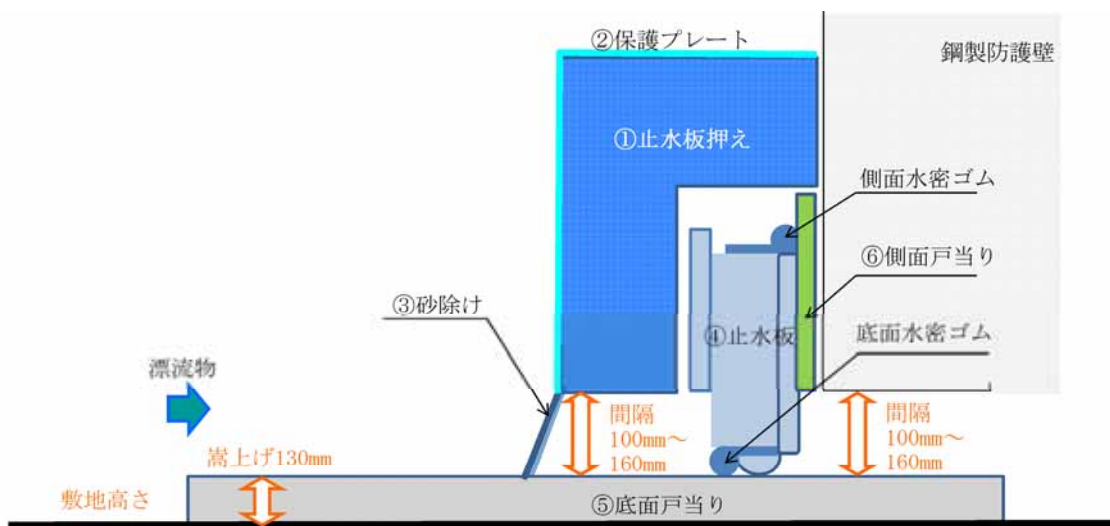 ②保護プレート
鋼製防護壁
①止水板押え
側面水密ゴム
⑥側面戸当り
③砂除け
④止水板
底面水密ゴム
漂流物
間隔
100mm～
160mm
間隔
100mm～
160mm
嵩上げ130mm
敷地高さ
⑤底面戸当り